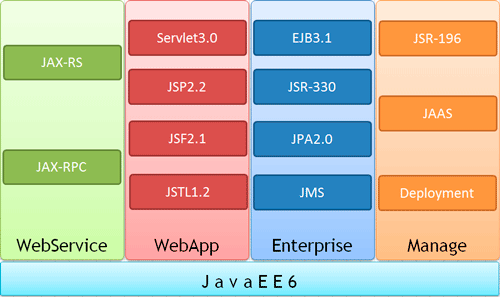 JAX-RS
JAX-RPC
WebService
Servlet3.0
JSP2.2
JSF2.1
JSTL1.2
WebApp
EJB3.1
JSR-330
JPA2.0
JMS
Enterprise
JSR-196
JAAS
Deployment
Manage
JavaEE6